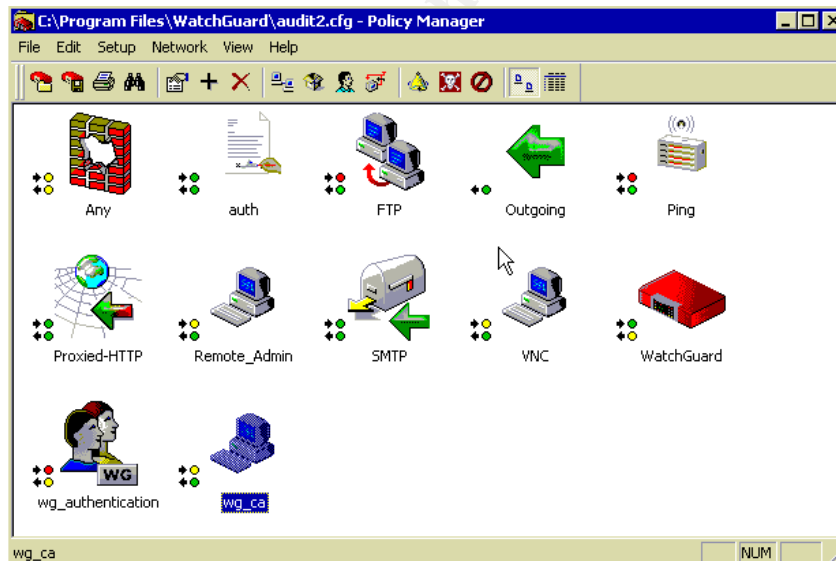 C:\Program Files\WatchGuard\audit2.cfg - Policy Manager
File Edit Setup Network View Help
Any auth FTP Outgoing Ping
Proxied-HTTP Remote_Admin SMTP VNC WatchGuard
WG
wg_authentication wg_ca
wg_ca NUM